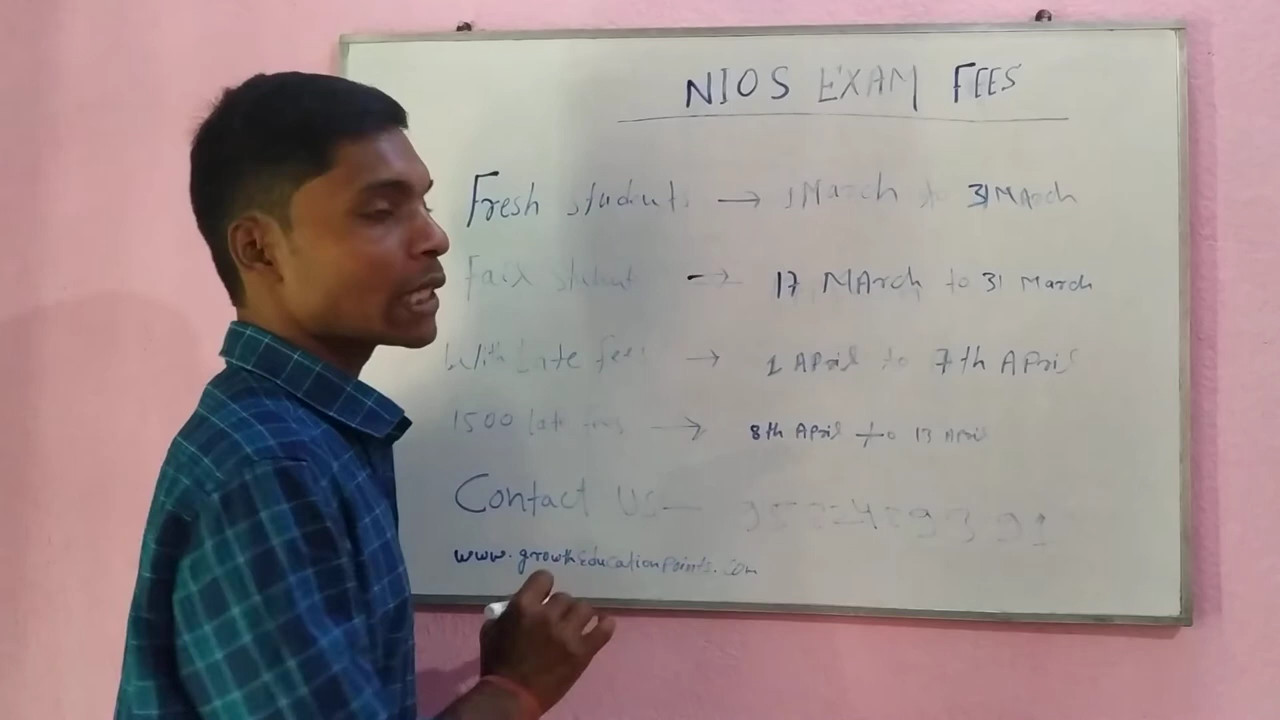 NIOS EXAM FEES
Fresh students → 1 March to 31 MArch
Fail student → 17 MArch to 31 March
With Late fees → 1 APril to 7th APril
1500 late fees → 8th APril to 13 April
Contact Us —
www.growthEducationPoints.com